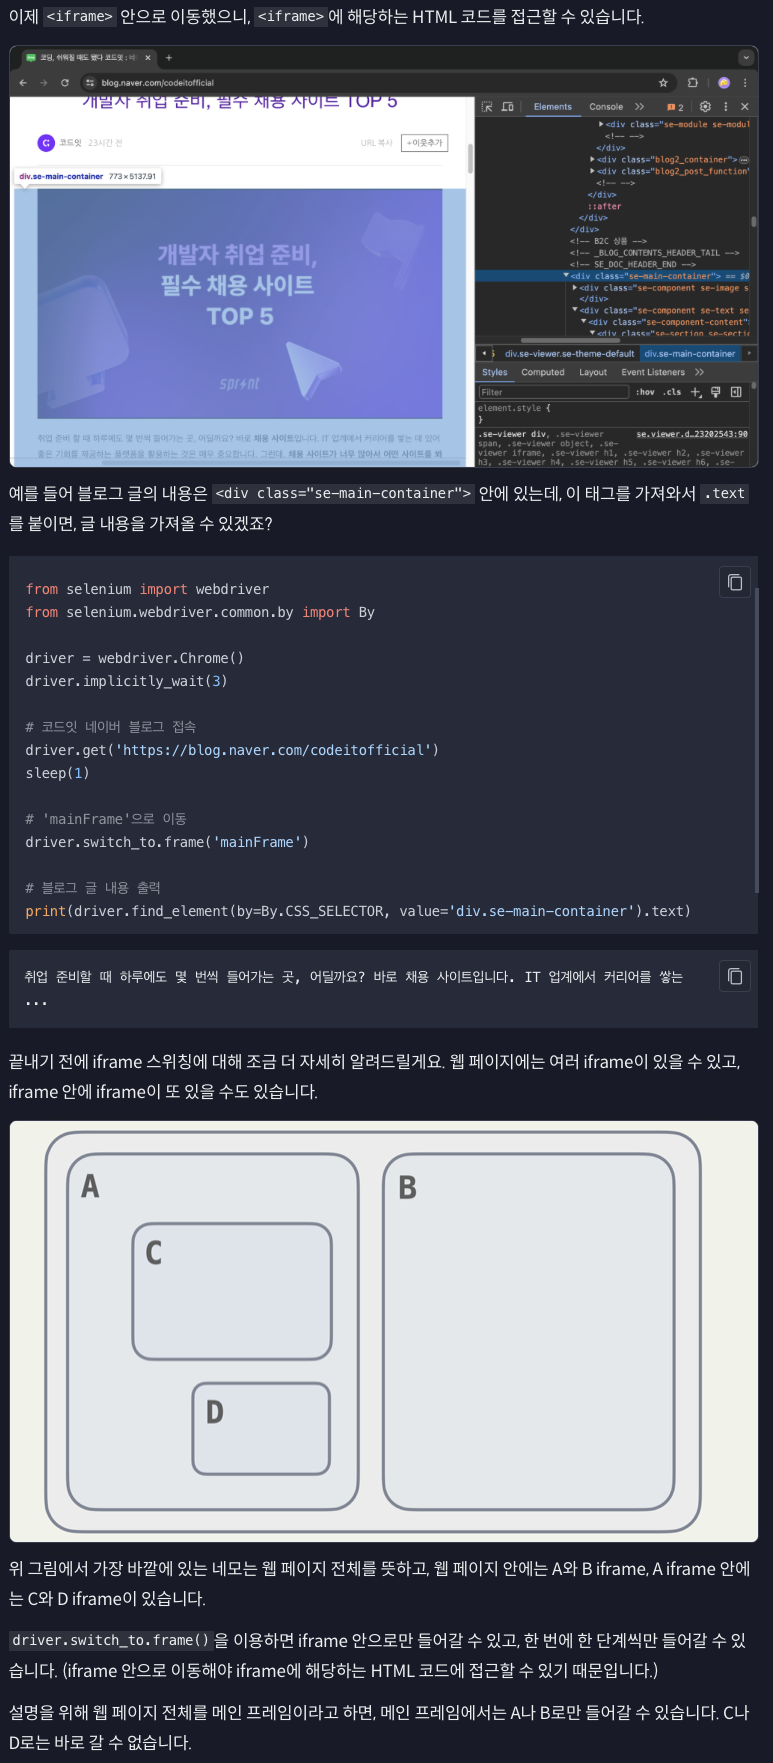 이제 <iframe> 안으로 이동했으니, <iframe>에 해당하는 HTML 코드를 접근할 수 있습니다.
코딩, 쉬워질 때도 됐다 코드잇 : 네
blog.naver.com/codeitofficial
개발자 취업 준비, 필수 채용 사이트 TOP 5
코드잇 23시간 전 URL 복사 +이웃추가
div.se-main-container 773×5137.91
개발자 취업 준비,
필수 채용 사이트
TOP 5
sprint
취업 준비 할 때 하루에도 몇 번씩 들어가는 곳, 어딜까요? 바로 채용 사이트입니다. IT 업계에서 커리어를 쌓는 데 있어
좋은 기회를 제공하는 플랫폼을 활용하는 것은 매우 중요합니다. 그런데, 채용 사이트가 너무 많아서 어떤 사이트를 봐
Elements Console 2
<div class="se-module se-modul
<!-- -->
</div>
<div class="blog2_container">
<div class="blog2_post_function"
<!-- -->
</div>
::after
</div>
</div>
<!-- B2C 상품 -->
<!-- _BLOG_CONTENTS_HEADER_TAIL -->
<!-- SE_DOC_HEADER_END -->
<div class="se-main-container"> == $0
<div class="se-component se-image s
</div>
<div class="se-component se-text se
<div class="se-component-content"
<div class="se-section se-secti
div.se-viewer.se-theme-default div.se-main-container
Styles Computed Layout Event Listeners
Filter :hov .cls
element.style {
}
.se-viewer div, .se-viewer se.viewer.d…23202543:90
span, .se-viewer object, .se-
viewer iframe, .se-viewer h1, .se-viewer h2, .se-viewer
h3, .se-viewer h4, .se-viewer h5, .se-viewer h6, .se-
예를 들어 블로그 글의 내용은 <div class="se-main-container"> 안에 있는데, 이 태그를 가져와서 .text
를 붙이면, 글 내용을 가져올 수 있겠죠?
from selenium import webdriver
from selenium.webdriver.common.by import By
driver = webdriver.Chrome()
driver.implicitly_wait(3)
# 코드잇 네이버 블로그 접속
driver.get('https://blog.naver.com/codeitofficial')
sleep(1)
# 'mainFrame'으로 이동
driver.switch_to.frame('mainFrame')
# 블로그 글 내용 출력
print(driver.find_element(by=By.CSS_SELECTOR, value='div.se-main-container').text)
취업 준비할 때 하루에도 몇 번씩 들어가는 곳, 어딜까요? 바로 채용 사이트입니다. IT 업계에서 커리어를 쌓는
...
끝내기 전에 iframe 스위칭에 대해 조금 더 자세히 알려드릴게요. 웹 페이지에는 여러 iframe이 있을 수 있고,
iframe 안에 iframe이 또 있을 수도 있습니다.
A
B
C
D
위 그림에서 가장 바깥에 있는 네모는 웹 페이지 전체를 뜻하고, 웹 페이지 안에는 A와 B iframe, A iframe 안에
는 C와 D iframe이 있습니다.
driver.switch_to.frame()을 이용하면 iframe 안으로만 들어갈 수 있고, 한 번에 한 단계씩만 들어갈 수 있
습니다. (iframe 안으로 이동해야 iframe에 해당하는 HTML 코드에 접근할 수 있기 때문입니다.)
설명을 위해 웹 페이지 전체를 메인 프레임이라고 하면, 메인 프레임에서는 A나 B로만 들어갈 수 있습니다. C나
D로는 바로 갈 수 없습니다.